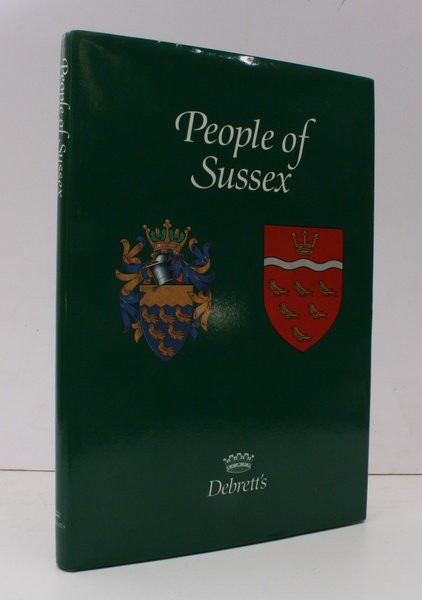 People of
Sussex
Debrett's
People of Sussex